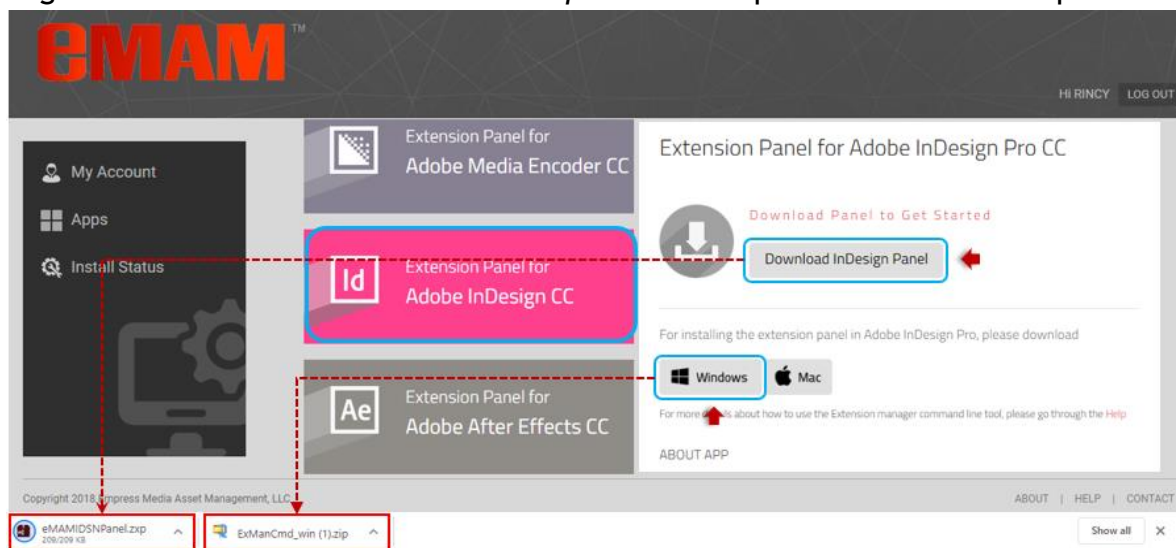 eMAM™
Hi RINCY LOG OUT
My Account
Apps
Install Status
Extension Panel for
Adobe Media Encoder CC
Id
Extension Panel for
Adobe InDesign CC
Ae
Extension Panel for
Adobe After Effects CC
Extension Panel for Adobe InDesign Pro CC
Download Panel to Get Started
Download InDesign Panel
For installing the extension panel in Adobe InDesign Pro, please download
Windows Mac
For more about how to use the Extension manager command line tool, please go through the Help
ABOUT APP
Copyright 2018 Empress Media Asset Management, LLC
ABOUT | HELP | CONTACT
eMAMIDSNPanel.zxp
209/209 KB
ExManCmd_win (1).zip
Show all